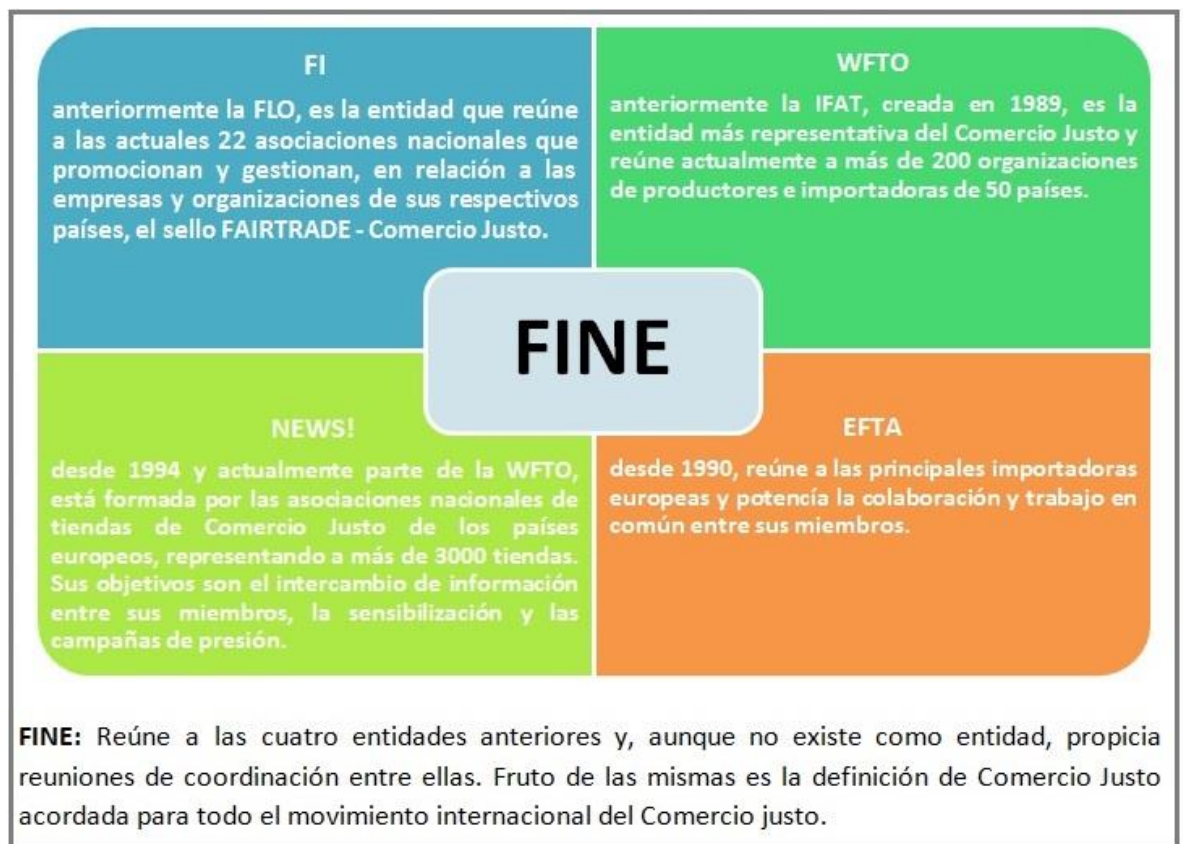 FI
anteriormente la FLO, es la entidad que reúne
a las actuales 22 asociaciones nacionales que
promocionan y gestionan, en relación a las
empresas y organizaciones de sus respectivos
países, el sello FAIRTRADE - Comercio Justo.
WFTO
anteriormente la IFAT, creada en 1989, es la
entidad más representativa del Comercio Justo y
reúne actualmente a más de 200 organizaciones
de productores e importadoras de 50 países.
FINE
NEWS!
desde 1994 y actualmente parte de la WFTO,
está formada por las asociaciones nacionales de
tiendas de Comercio Justo de los países
europeos, representando a más de 3000 tiendas.
Sus objetivos son el intercambio de información
entre sus miembros, la sensibilización y las
campañas de presión.
EFTA
desde 1990, reúne a las principales importadoras
europeas y potencía la colaboración y trabajo en
común entre sus miembros.
FINE: Reúne a las cuatro entidades anteriores y, aunque no existe como entidad, propicia
reuniones de coordinación entre ellas. Fruto de las mismas es la definición de Comercio Justo
acordada para todo el movimiento internacional del Comercio justo.